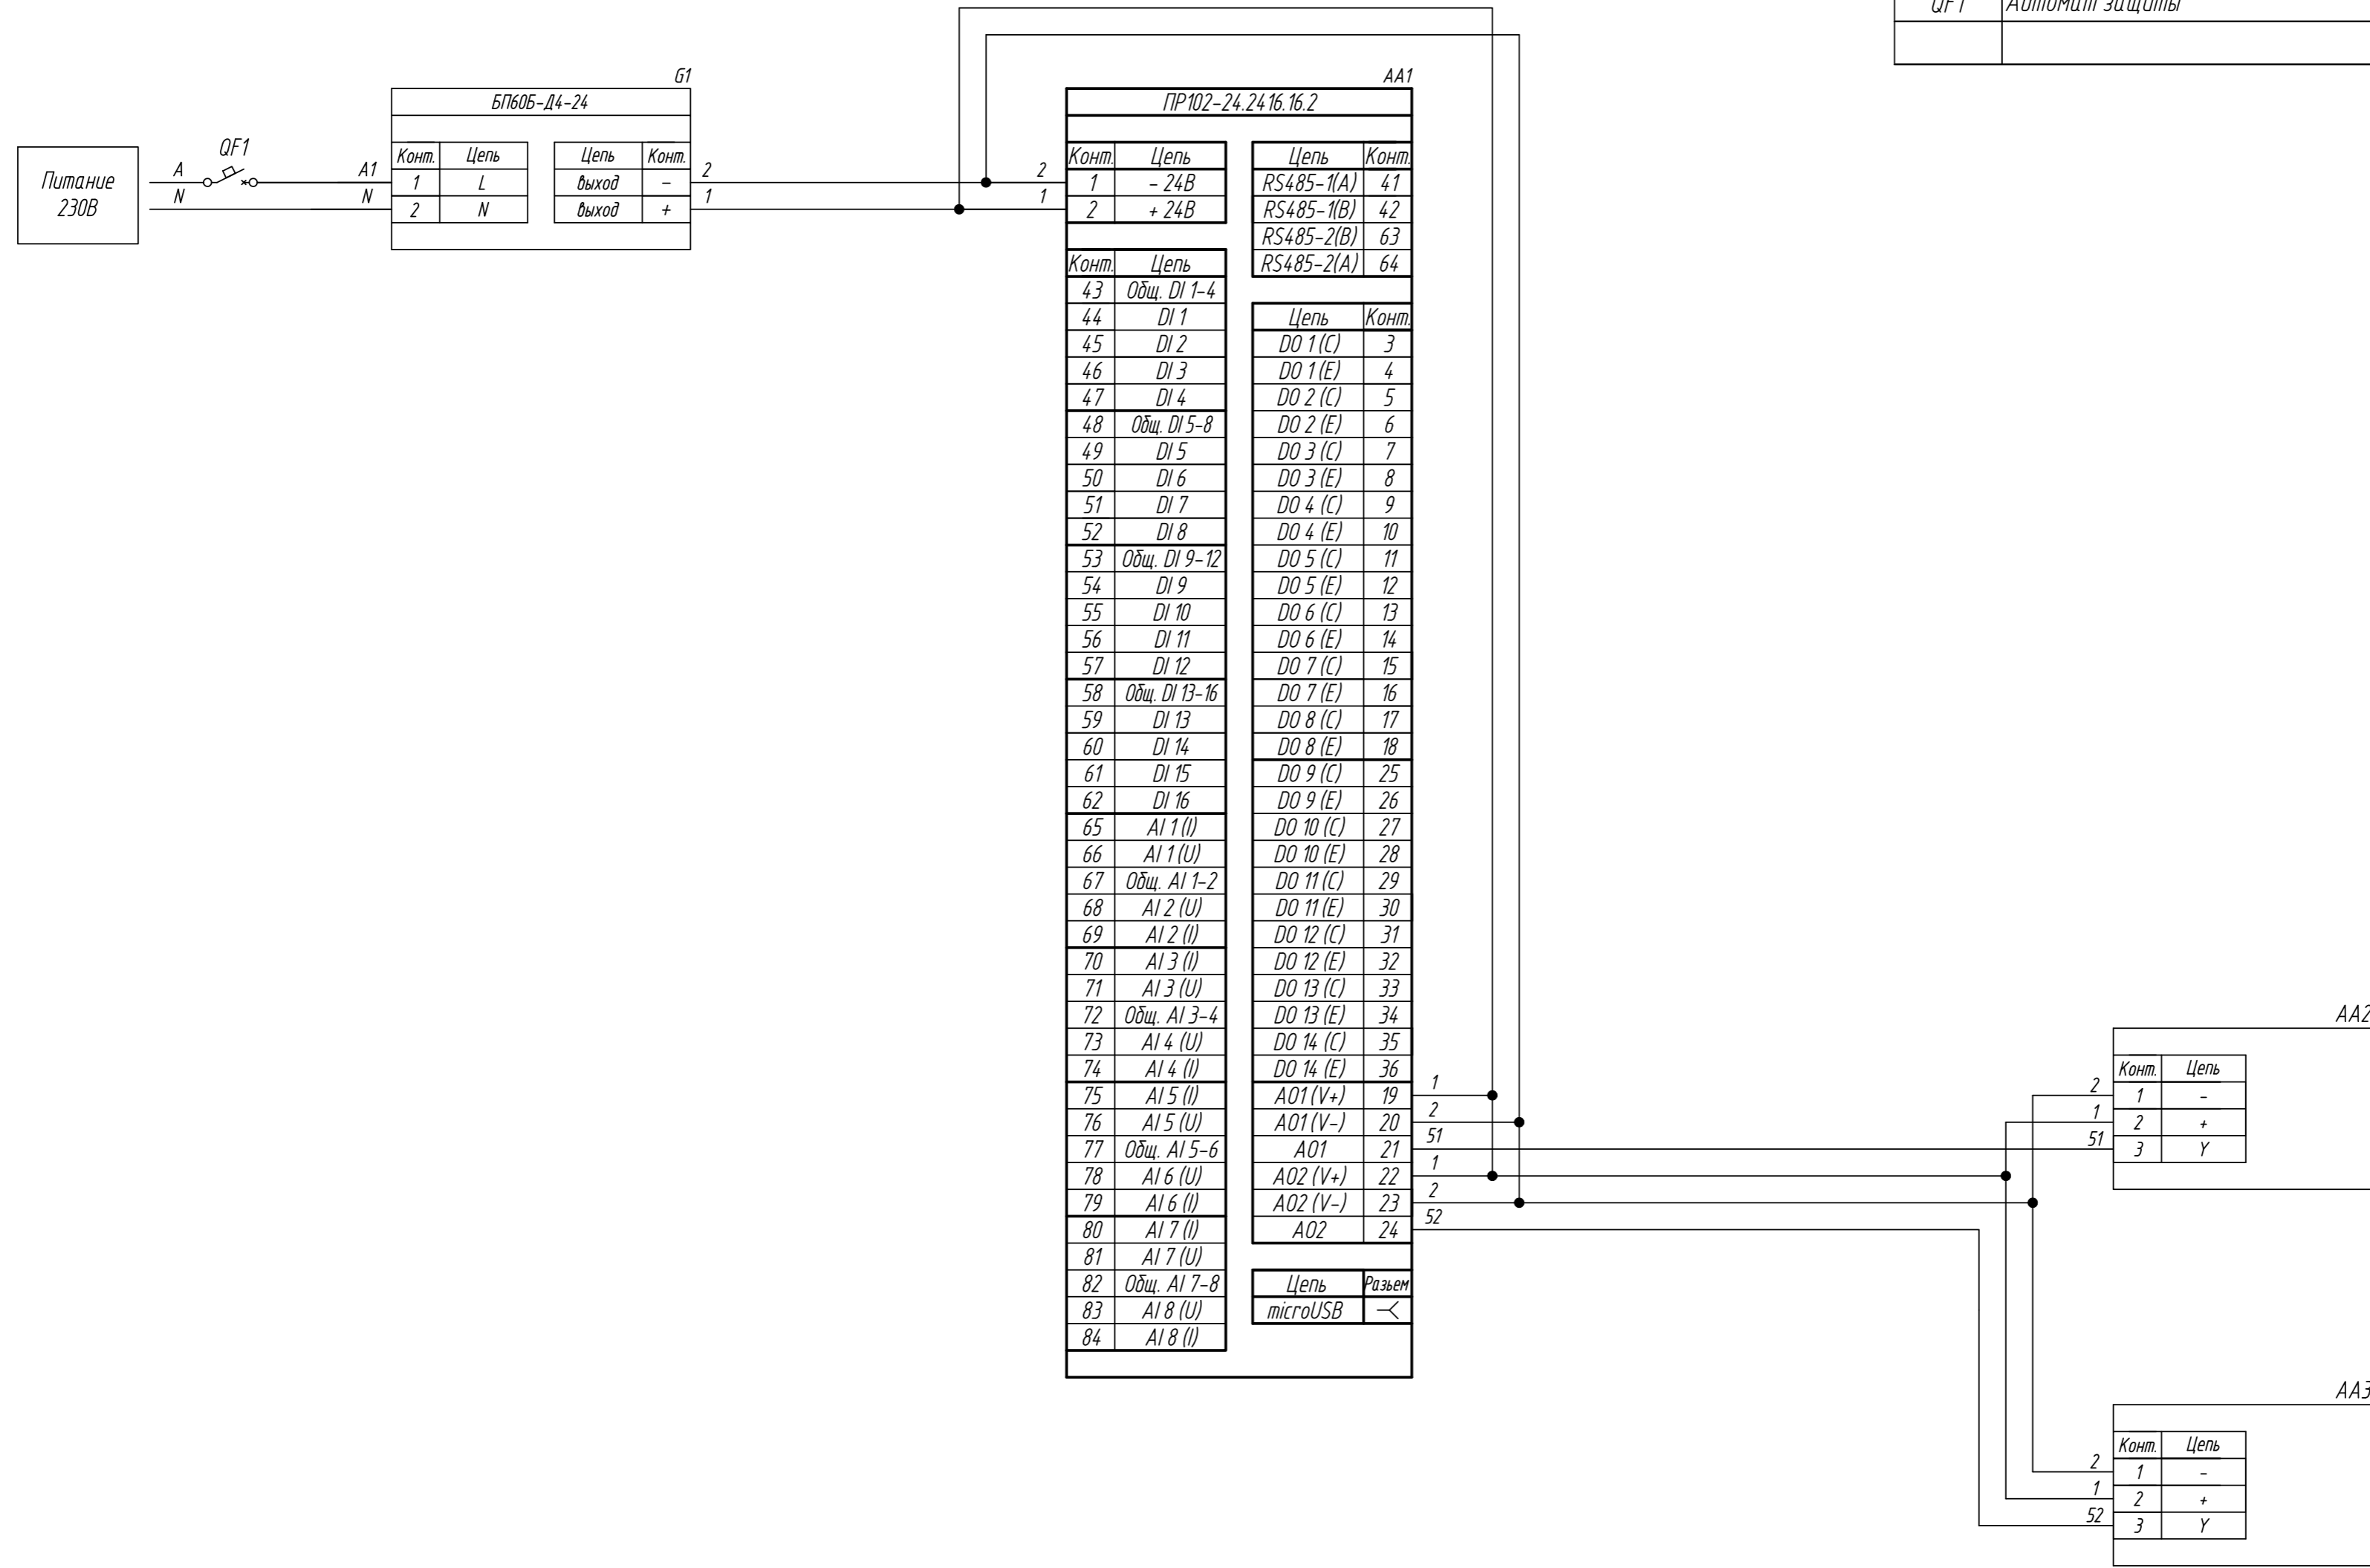 QF1 Автомат защиты
G1
БП60Б-Д4-24
Конт. Цепь Цепь Конт.
1 L выход –
2 N выход +
Питание
230В
A QF1 A1
N N
2 2
1 1
AA1
ПР102-24.2416.16.2
Конт. Цепь
1 - 24В
2 + 24В
Цепь Конт.
RS485-1(A) 41
RS485-1(B) 42
RS485-2(B) 63
RS485-2(A) 64
Конт. Цепь
43 Общ. DI 1-4
44 DI 1
45 DI 2
46 DI 3
47 DI 4
48 Общ. DI 5-8
49 DI 5
50 DI 6
51 DI 7
52 DI 8
53 Общ. DI 9-12
54 DI 9
55 DI 10
56 DI 11
57 DI 12
58 Общ. DI 13-16
59 DI 13
60 DI 14
61 DI 15
62 DI 16
65 AI 1 (I)
66 AI 1 (U)
67 Общ. AI 1-2
68 AI 2 (U)
69 AI 2 (I)
70 AI 3 (I)
71 AI 3 (U)
72 Общ. AI 3-4
73 AI 4 (U)
74 AI 4 (I)
75 AI 5 (I)
76 AI 5 (U)
77 Общ. AI 5-6
78 AI 6 (U)
79 AI 6 (I)
80 AI 7 (I)
81 AI 7 (U)
82 Общ. AI 7-8
83 AI 8 (U)
84 AI 8 (I)
Цепь Конт.
DO 1 (C) 3
DO 1 (E) 4
DO 2 (C) 5
DO 2 (E) 6
DO 3 (C) 7
DO 3 (E) 8
DO 4 (C) 9
DO 4 (E) 10
DO 5 (C) 11
DO 5 (E) 12
DO 6 (C) 13
DO 6 (E) 14
DO 7 (C) 15
DO 7 (E) 16
DO 8 (C) 17
DO 8 (E) 18
DO 9 (C) 25
DO 9 (E) 26
DO 10 (C) 27
DO 10 (E) 28
DO 11 (C) 29
DO 11 (E) 30
DO 12 (C) 31
DO 12 (E) 32
DO 13 (C) 33
DO 13 (E) 34
DO 14 (C) 35
DO 14 (E) 36
AO1 (V+) 19 1
AO1 (V-) 20 2
AO1 21 51
AO2 (V+) 22 1
AO2 (V-) 23 2
AO2 24 52
Цепь Разьем
microUSB
AA2
Конт. Цепь
2 1 -
1 2 +
51 3 Y
AA3
Конт. Цепь
2 1 -
1 2 +
52 3 Y